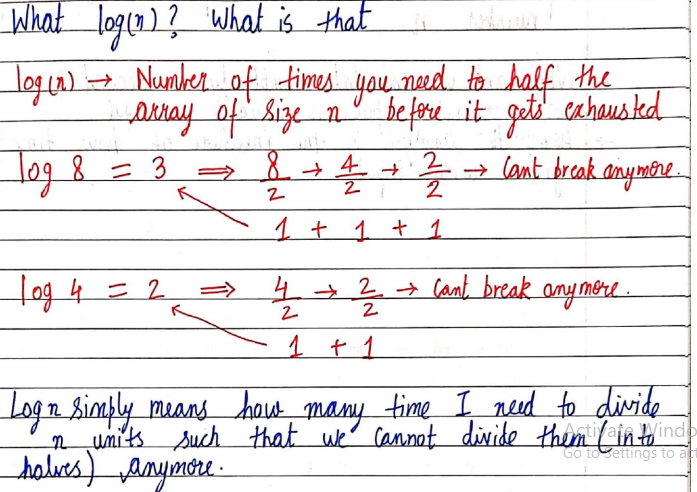 What log(n)? What is that
log(n) → Number of times you need to half the
array of size n before it gets exhausted
log 8 = 3 ⟹ 8/2 → 4/2 → 2/2 → Cant break anymore.
1 + 1 + 1
log 4 = 2 ⟹ 4/2 → 2/2 → Cant break anymore.
1 + 1
Log n simply means how many time I need to divide
n units such that we cannot divide them (into
halves) anymore.
Activate Windo
Go to Settings to act